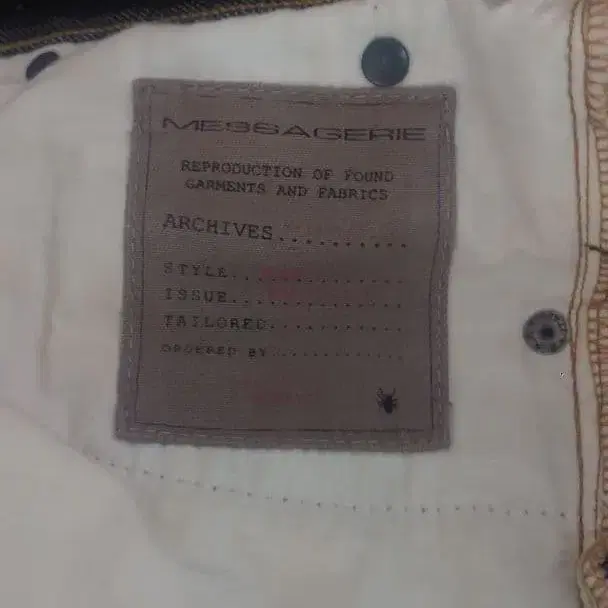 MESSAGERIE
REPRODUCTION OF FOUND
GARMENTS AND FABRICS
ARCHIVES..........
STYLE..............
ISSUE..............
TAILORED...........
ORDERED BY............